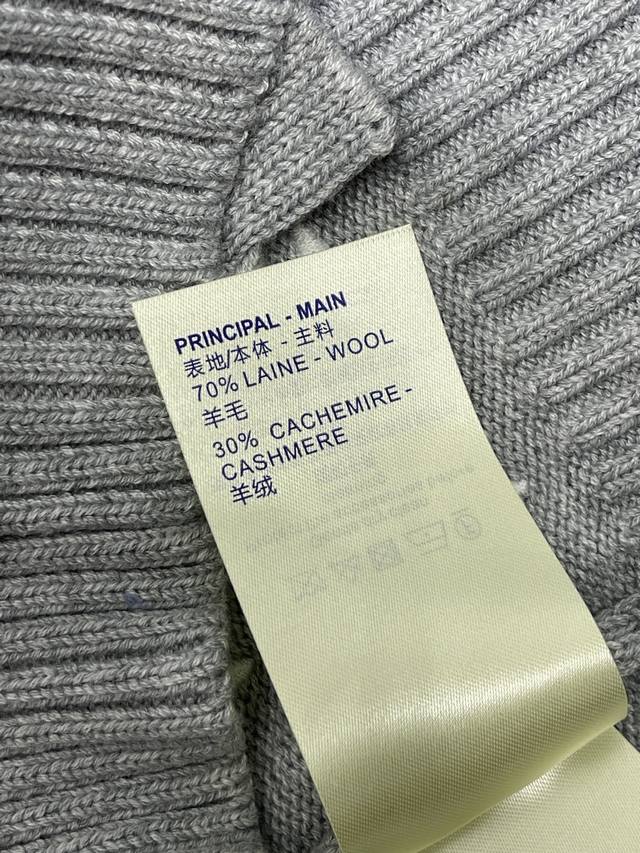 PRINCIPAL - MAIN
表地/本体 - 主料
70% LAINE - WOOL
羊毛
30% CACHEMIRE -
CASHMERE
羊绒